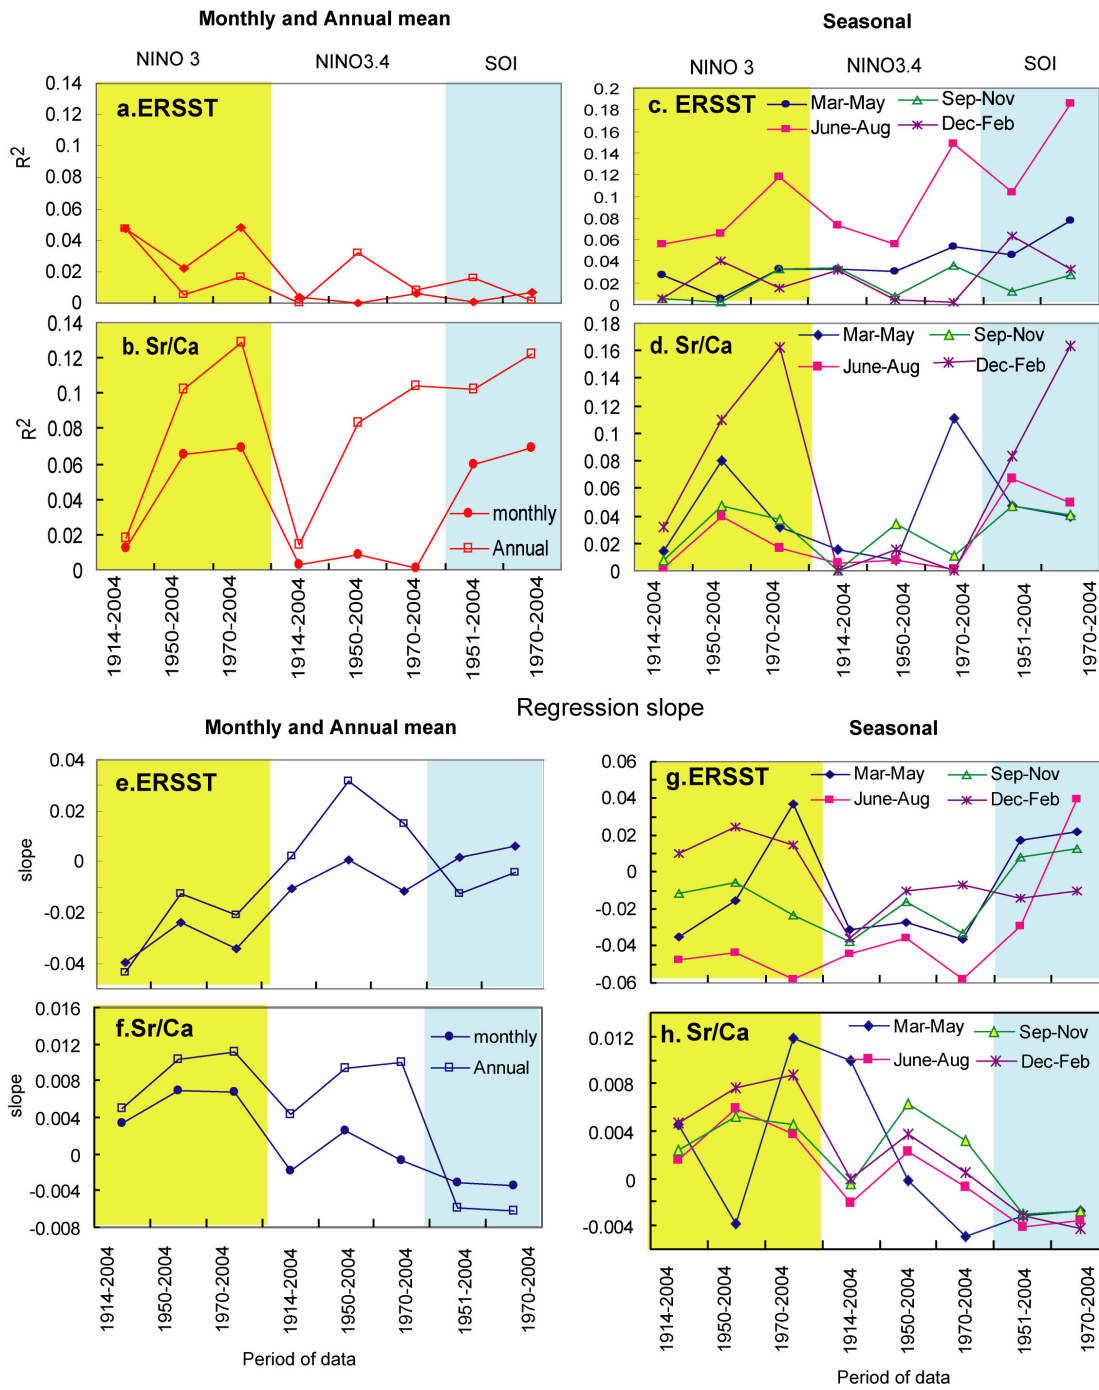 Monthly and Annual mean
Seasonal
NINO 3
NINO3.4
SOI
NINO 3
NINO3.4
SOI
a.ERSST
R2
0.14
0.12
0.1
0.08
0.06
0.04
0.02
0
c. ERSST
Mar-May
Sep-Nov
June-Aug
Dec-Feb
0.2
0.18
0.16
0.14
0.12
0.1
0.08
0.06
0.04
0.02
0
b. Sr/Ca
R2
0.14
0.12
0.1
0.08
0.06
0.04
0.02
0
monthly
Annual
1914-2004
1950-2004
1970-2004
1914-2004
1950-2004
1970-2004
1951-2004
1970-2004
d. Sr/Ca
Mar-May
Sep-Nov
June-Aug
Dec-Feb
0.18
0.16
0.14
0.12
0.1
0.08
0.06
0.04
0.02
0
1914-2004
1950-2004
1970-2004
1914-2004
1950-2004
1970-2004
1951-2004
1970-2004
Regression slope
Monthly and Annual mean
Seasonal
e.ERSST
slope
0.04
0.02
0
-0.02
-0.04
g.ERSST
Mar-May
Sep-Nov
June-Aug
Dec-Feb
0.06
0.04
0.02
0
-0.02
-0.04
-0.06
f.Sr/Ca
slope
0.016
0.012
0.008
0.004
0
-0.004
-0.008
monthly
Annual
1914-2004
1950-2004
1970-2004
1914-2004
1950-2004
1970-2004
1951-2004
1970-2004
Period of data
h. Sr/Ca
Mar-May
Sep-Nov
June-Aug
Dec-Feb
0.012
0.008
0.004
0
-0.004
1914-2004
1950-2004
1970-2004
1914-2004
1950-2004
1970-2004
1951-2004
1970-2004
Period of data